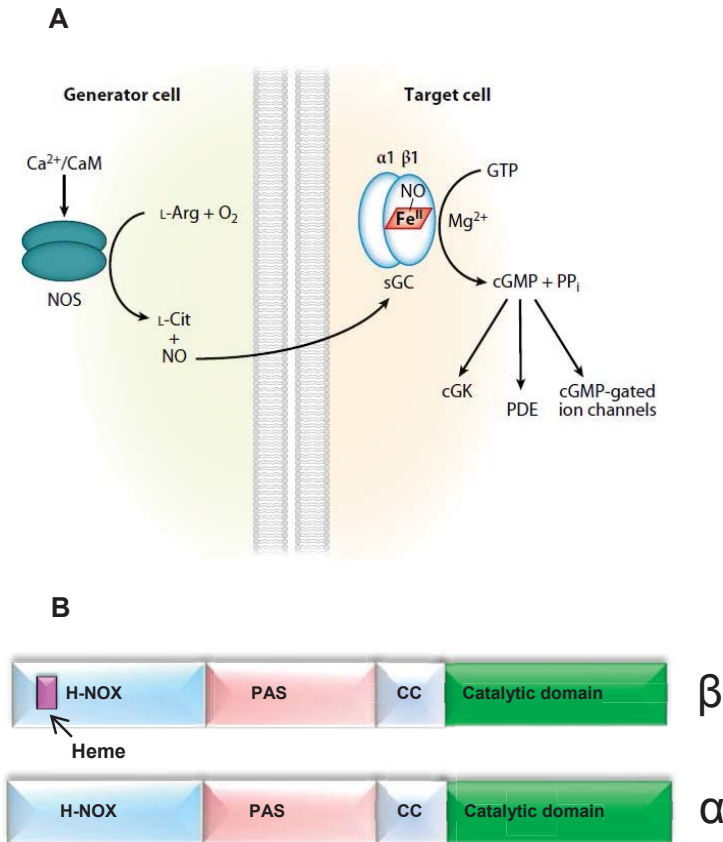 A
Generator cell
Target cell
Ca²⁺/CaM
NOS
L-Arg + O₂
L-Cit
+
NO
α1 β1
NO
Feᴵᴵ
sGC
GTP
Mg²⁺
cGMP + PPᵢ
cGK
PDE
cGMP-gated
ion channels
B
H-NOX PAS CC Catalytic domain β
Heme
H-NOX PAS CC Catalytic domain α